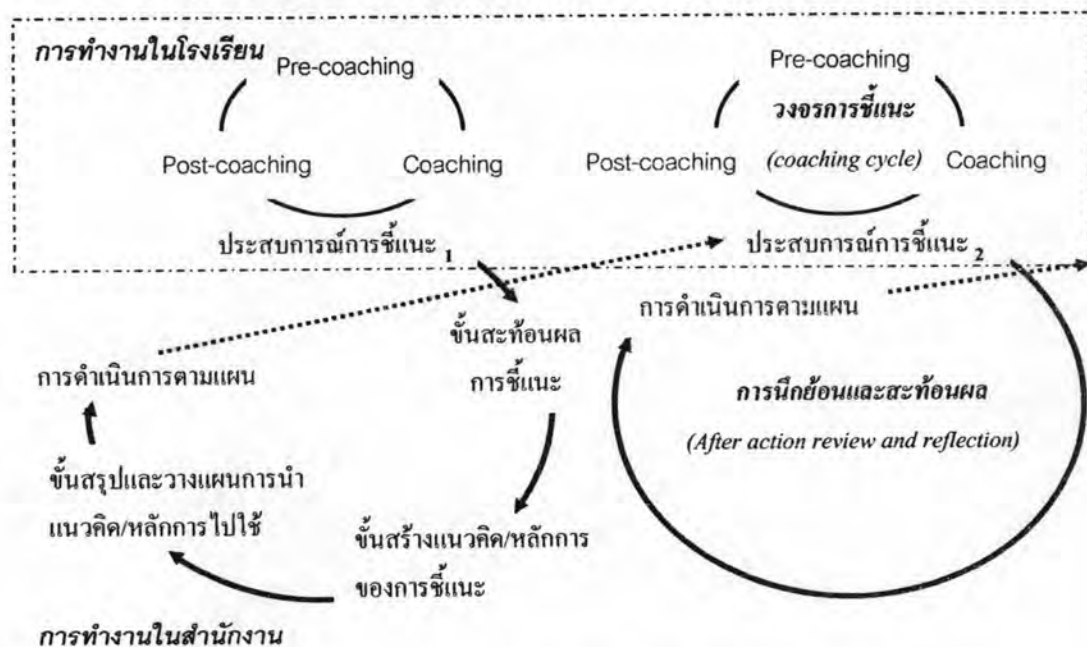 การทำงานในโรงเรียน
Pre-coaching
Post-coaching
Coaching
ประสบการณ์การชี้แนะ 1
Pre-coaching
วงจรการชี้แนะ
(coaching cycle)
Post-coaching
Coaching
ประสบการณ์การชี้แนะ 2
ขั้นสะท้อนผล
การชี้แนะ
ขั้นสร้างแนวคิด/หลักการ
ของการชี้แนะ
ขั้นสรุปและวางแผนการนำ
แนวคิด/หลักการไปใช้
การดำเนินการตามแผน
การดำเนินการตามแผน
การนึกย้อนและสะท้อนผล
(After action review and reflection)
การทำงานในสำนักงาน